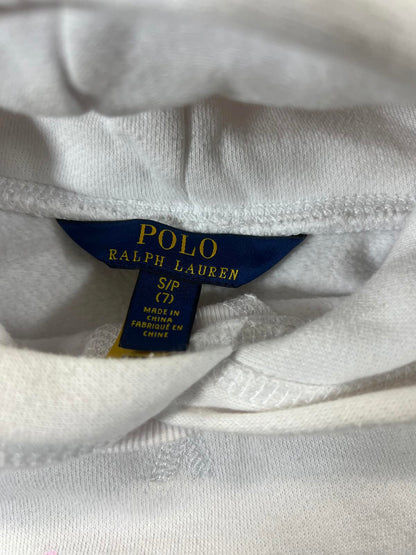 POLO
RALPH LAUREN
S/P
(7)
MADE IN
CHINA
FABRIQUÉ EN
CHINE